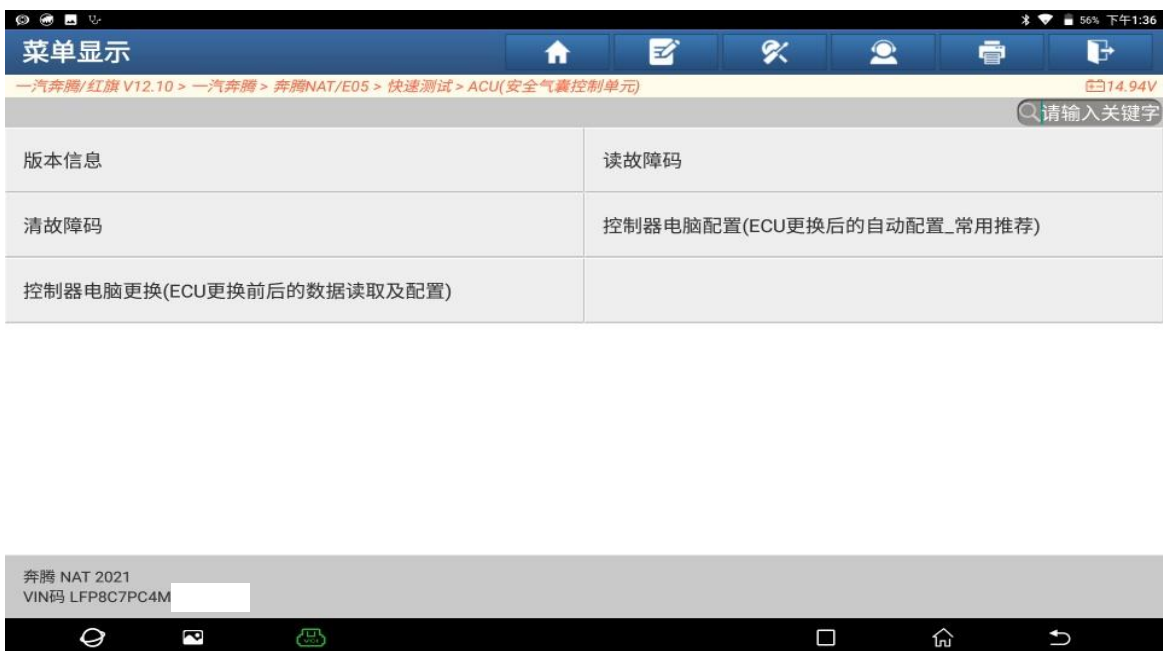 56% 下午1:36
菜单显示
一汽奔腾/红旗 V12.10 > 一汽奔腾 > 奔腾NAT/E05 > 快速测试 > ACU(安全气囊控制单元)
14.94V
请输入关键字
版本信息
读故障码
清故障码
控制器电脑配置(ECU更换后的自动配置_常用推荐)
控制器电脑更换(ECU更换前后的数据读取及配置)
奔腾 NAT 2021
VIN码 LFP8C7PC4M